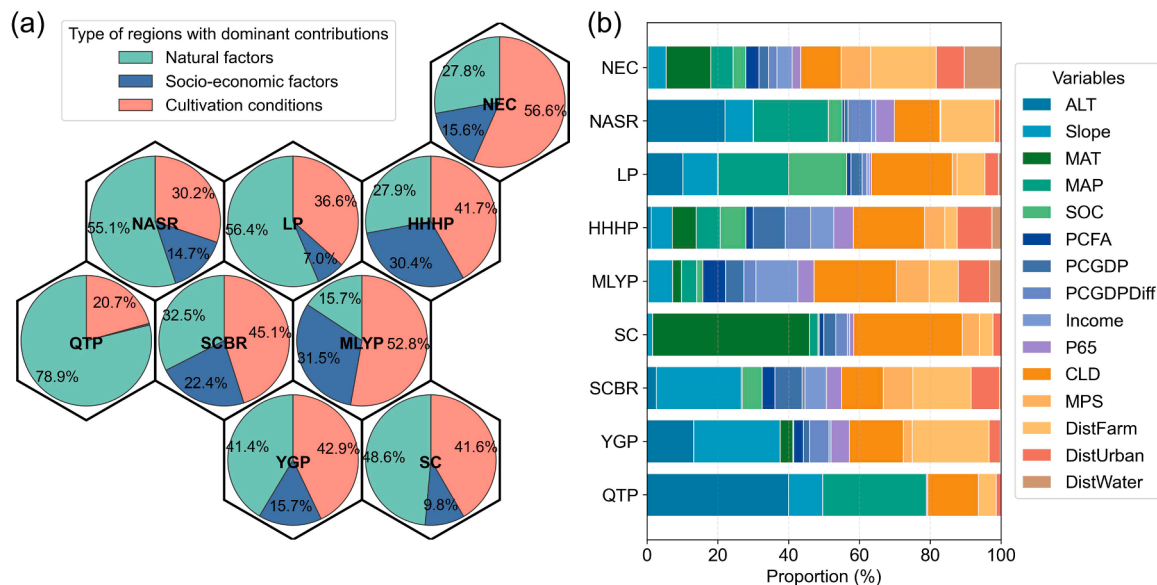 (a)
Type of regions with dominant contributions
Natural factors
Socio-economic factors
Cultivation conditions
27.8%
NEC
56.6%
15.6%
30.2%
55.1%
NASR
14.7%
36.6%
56.4%
LP
7.0%
27.9%
41.7%
HHHP
30.4%
20.7%
QTP
78.9%
32.5%
45.1%
SCBR
22.4%
15.7%
52.8%
MLYP
31.5%
41.4%
42.9%
YGP
15.7%
48.6%
41.6%
SC
9.8%
(b)
NEC
NASR
LP
HHHP
MLYP
SC
SCBR
YGP
QTP
0
20
40
60
80
100
Proportion (%)
Variables
ALT
Slope
MAT
MAP
SOC
PCFA
PCGDP
PCGDPDiff
Income
P65
CLD
MPS
DistFarm
DistUrban
DistWater